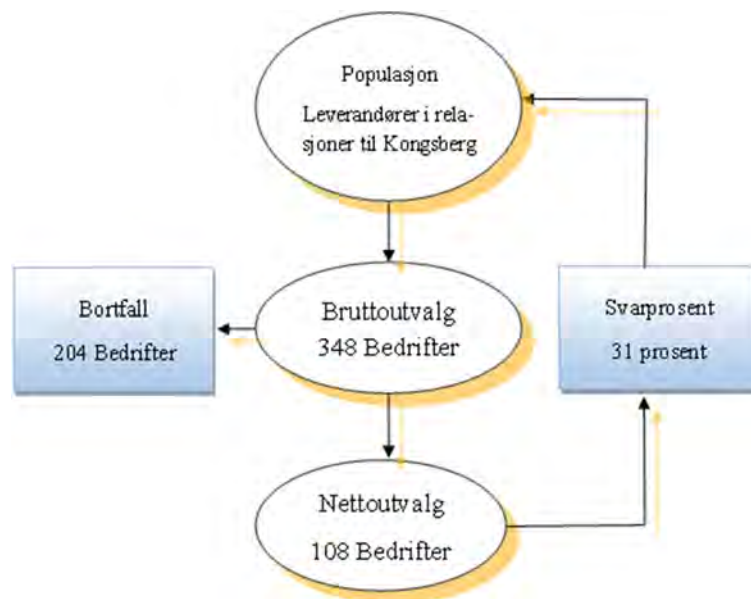 Populasjon
Leverandører i rela-
sjoner til Kongsberg
Bortfall
204 Bedrifter
Bruttoutvalg
348 Bedrifter
Svarprosent
31 prosent
Nettoutvalg
108 Bedrifter